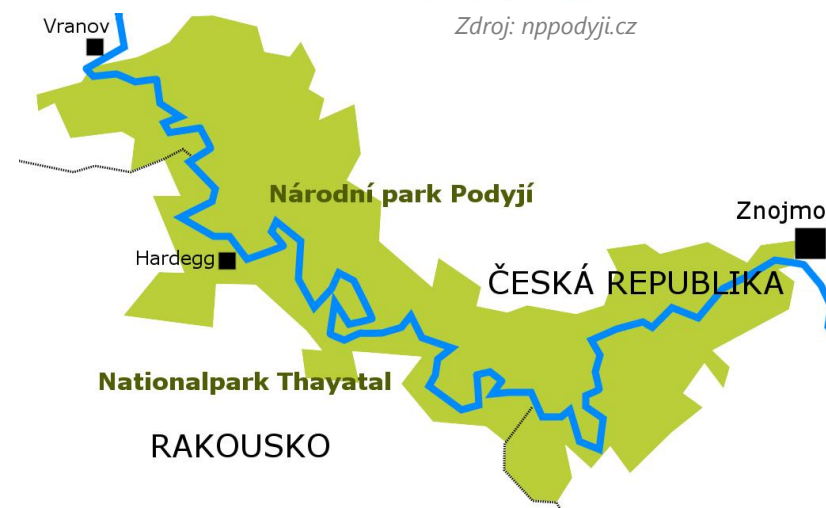 Vranov
Zdroj: nppodyji.cz
Národní park Podyjí
Znojmo
Hardegg
ČESKÁ REPUBLIKA
Nationalpark Thayatal
RAKOUSKO